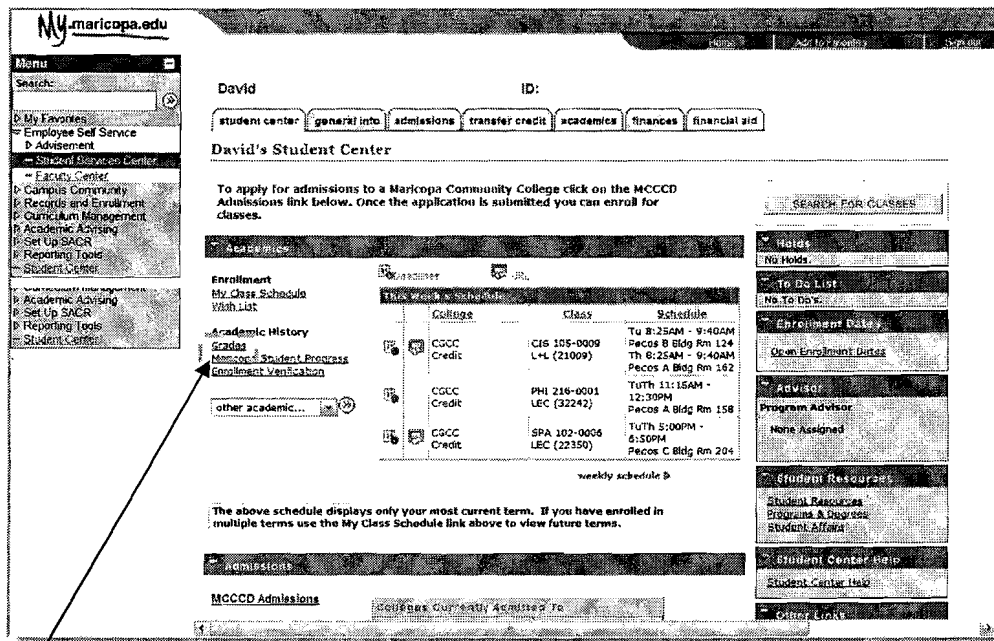 My.maricopa.edu
Home Add to Favorites Sign out
Menu
Search:
My Favorites
Employee Self Service
Advisement
Student Services Center
Faculty Center
Campus Community
Records and Enrollment
Curriculum Management
Academic Advising
Set Up SACR
Reporting Tools
Student Center
Curriculum Management
Academic Advising
Set Up SACR
Reporting Tools
Student Center
David ID:
student center general info admissions transfer credit academics finances financial aid
David's Student Center
To apply for admissions to a Maricopa Community College click on the MCCCD
Admissions link below. Once the application is submitted you can enroll for
classes.
Academics
Enrollment
My Class Schedule
Wish List
Academic History
Grades
Maricopa Student Progress
Enrollment Verification
other academic...
Deadlines URL
This Week's Schedule
College Class Schedule
CGCC Credit CIS 105-0009 L+L (21009) Tu 8:25AM - 9:40AM Pecos B Bldg Rm 124
Th 8:25AM - 9:40AM Pecos A Bldg Rm 162
CGCC Credit PHI 216-0001 LEC (32242) TuTh 11:15AM - 12:30PM Pecos A Bldg Rm 158
CGCC Credit SPA 102-0006 LEC (22350) TuTh 5:00PM - 6:50PM Pecos C Bldg Rm 204
weekly schedule
The above schedule displays only your most current term. If you have enrolled in
multiple terms use the My Class Schedule link above to view future terms.
Admissions
MCCCD Admissions
Colleges Currently Admitted To
SEARCH FOR CLASSES
Holds
No Holds.
To Do List
No To Do's.
Enrollment Dates
Open Enrollment Dates
Advisor
Program Advisor
None Assigned
Student Resources
Student Resources
Programs & Degrees
Student Affairs
Student Center Help
Student Center Help
Other Links